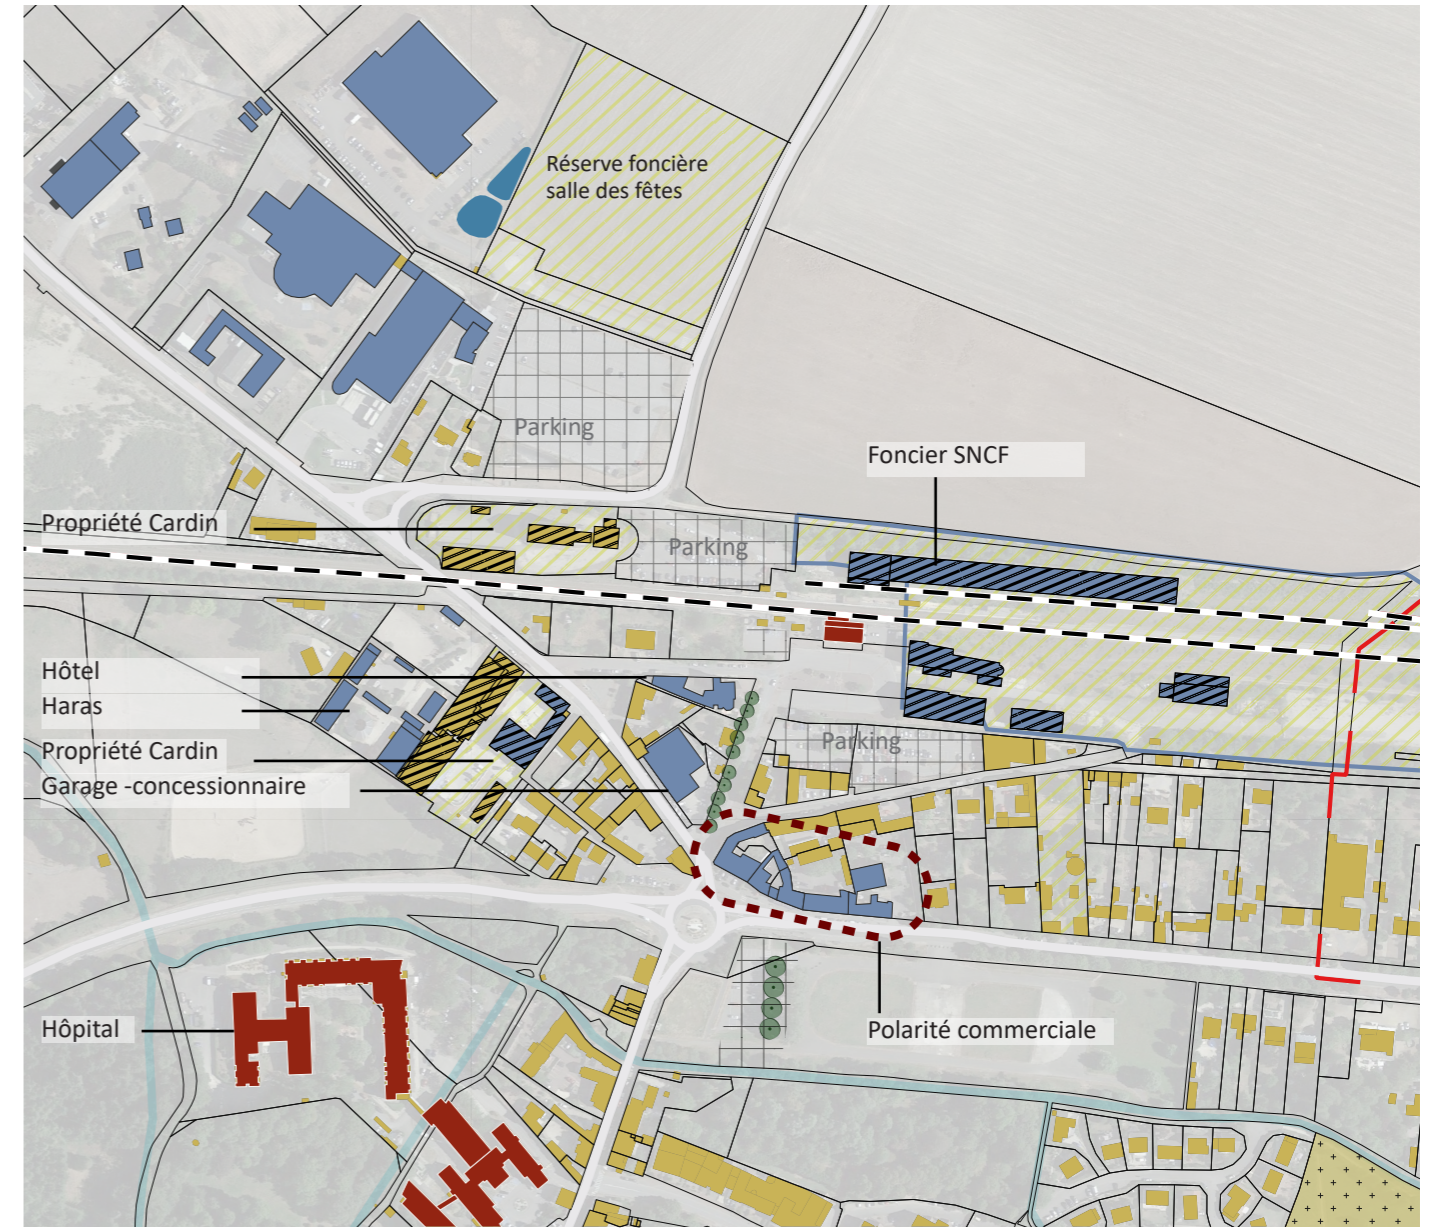 Réserve foncière
salle des fêtes
Parking
Foncier SNCF
Propriété Cardin
Parking
Hôtel
Haras
Parking
Propriété Cardin
Garage -concessionnaire
Hôpital
Polarité commerciale